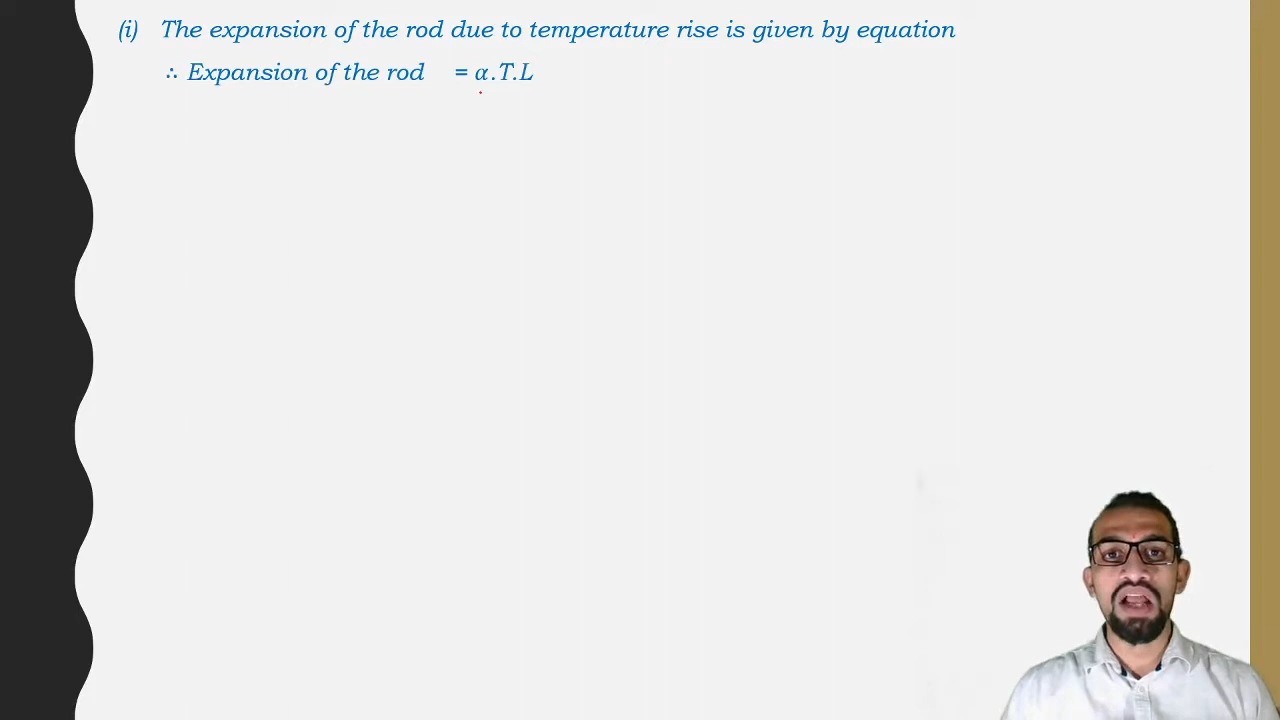 (i) The expansion of the rod due to temperature rise is given by equation
∴ Expansion of the rod = α.T.L